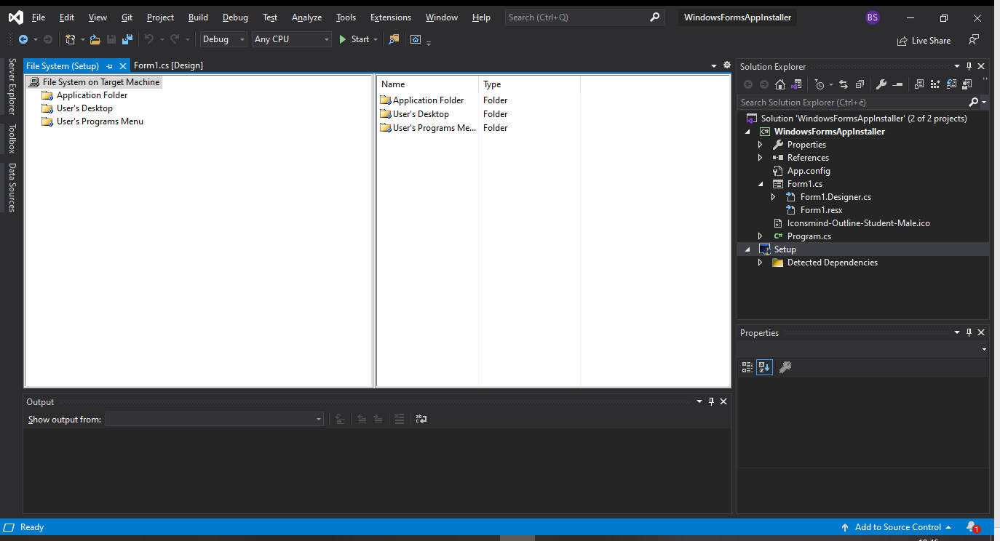 File Edit View Git Project Build Debug Test Analyze Tools Extensions Window Help Search (Ctrl+Q) WindowsFormsAppInstaller BS
Debug Any CPU Start Live Share
Server Explorer
Toolbox
Data Sources
File System (Setup) Form1.cs [Design]
File System on Target Machine
Application Folder
User's Desktop
User's Programs Menu
Name Type
Application Folder Folder
User's Desktop Folder
User's Programs Me... Folder
Output
Show output from:
Solution Explorer
Search Solution Explorer (Ctrl+é)
Solution 'WindowsFormsAppInstaller' (2 of 2 projects)
C# WindowsFormsAppInstaller
Properties
References
App.config
Form1.cs
Form1.Designer.cs
Form1.resx
Iconsmind-Outline-Student-Male.ico
C# Program.cs
Setup
Detected Dependencies
Properties
Ready Add to Source Control 1